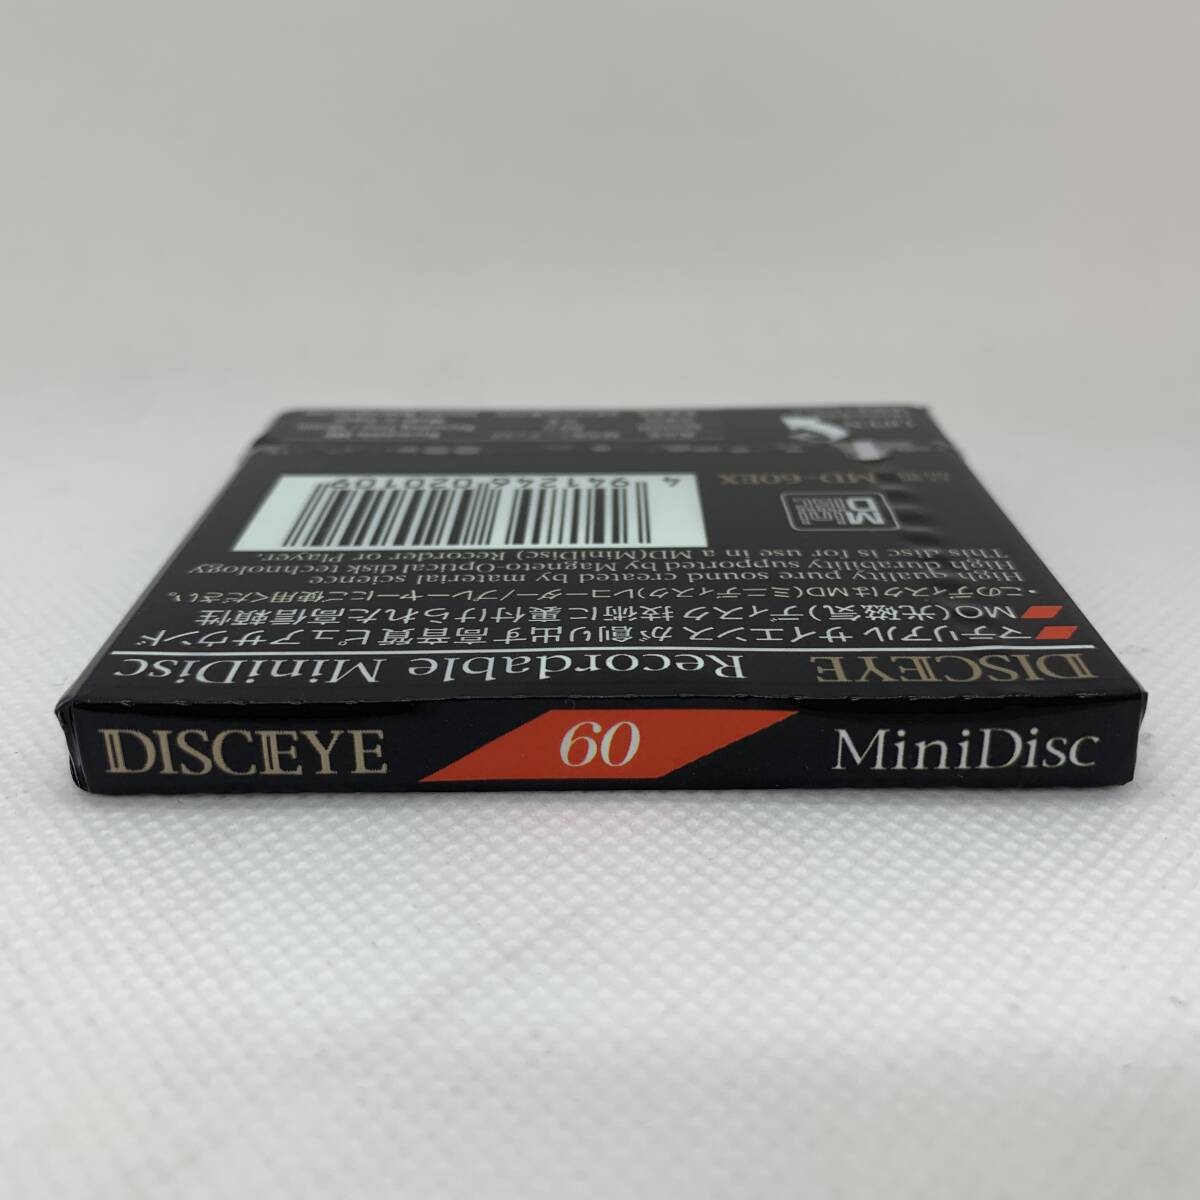 DISCEYE 60 MiniDisc
DISCEYE Recordable MiniDisc
マテリアル サイエンスが創り出す高音質ピュアサウンド
MO(光磁気)ディスク技術に裏付けられた高信頼性
・このディスクはMD(ミニディスク)レコーダー/プレーヤーにご使用ください。
High quality pure sound created by material science
High durability supported by Magneto-Optical disk technology
This disc is for use in a MD(MiniDisc) Recorder or Player.
MD-60EX
4 941246 020109